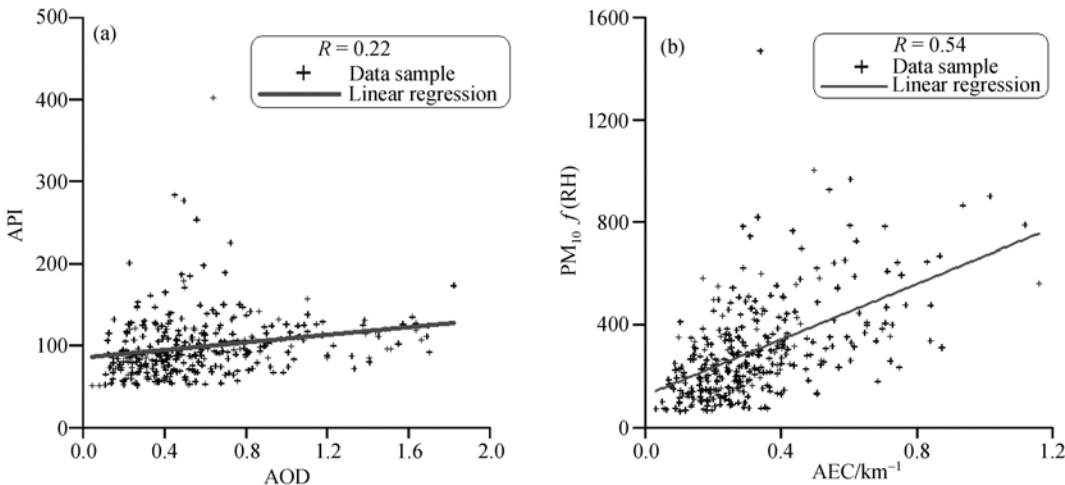 (a)
R = 0.22
Data sample
Linear regression
500
400
300
200
100
0
API
0.0 0.4 0.8 1.2 1.6 2.0
AOD
(b)
R = 0.54
Data sample
Linear regression
1600
1200
800
400
0
PM₁₀ f (RH)
0.0 0.4 0.8 1.2
AEC/km⁻¹